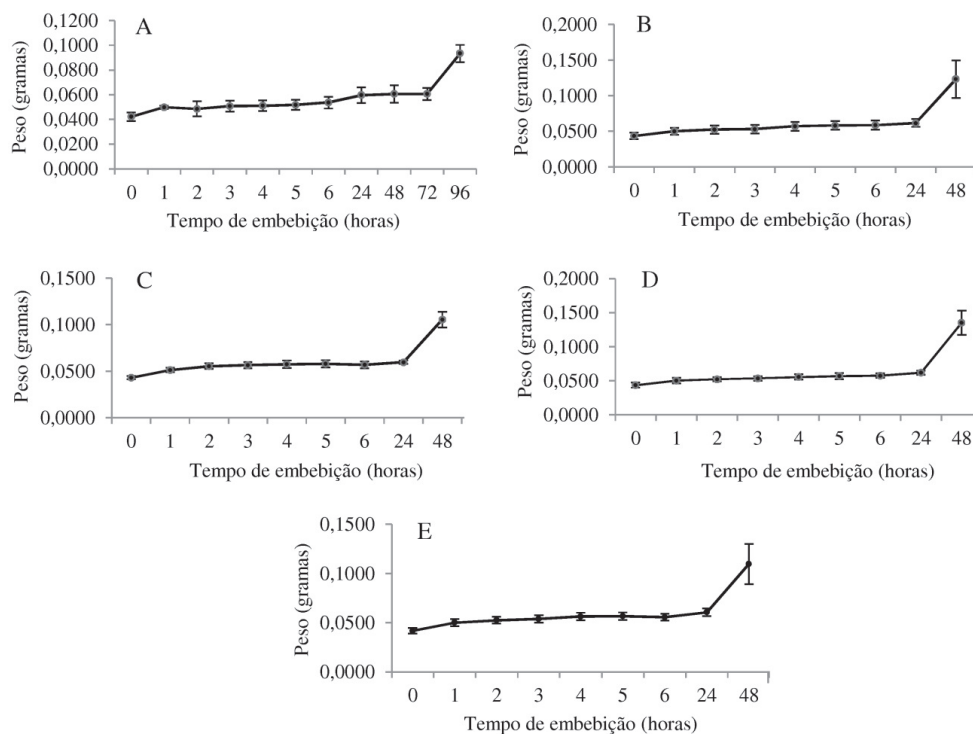 A
Peso (gramas)
0,1200
0,1000
0,0800
0,0600
0,0400
0,0200
0,0000
0 1 2 3 4 5 6 24 48 72 96
Tempo de embebição (horas)
B
Peso (gramas)
0,2000
0,1500
0,1000
0,0500
0,0000
0 1 2 3 4 5 6 24 48
Tempo de embebição (horas)
C
Peso (gramas)
0,1500
0,1000
0,0500
0,0000
0 1 2 3 4 5 6 24 48
Tempo de embebição (horas)
D
Peso (gramas)
0,2000
0,1500
0,1000
0,0500
0,0000
0 1 2 3 4 5 6 24 48
Tempo de embebição (horas)
E
Peso (gramas)
0,1500
0,1000
0,0500
0,0000
0 1 2 3 4 5 6 24 48
Tempo de embebição (horas)